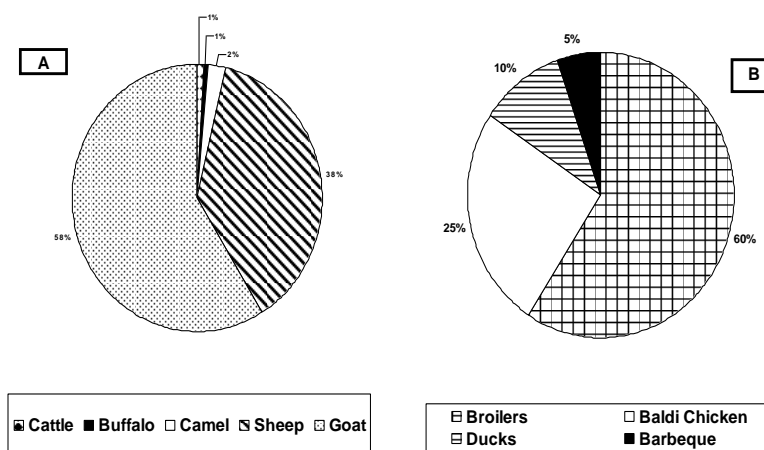 A
1%
1%
2%
38%
58%
Cattle Buffalo Camel Sheep Goat
B
5%
10%
25%
60%
Broilers Baldi Chicken
Ducks Barbeque